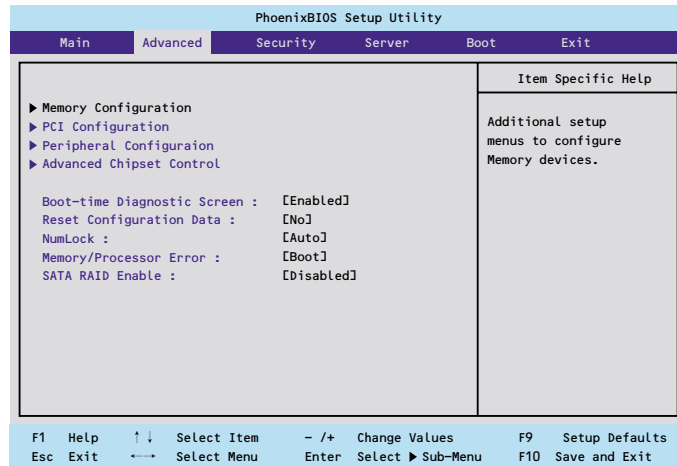 PhoenixBIOS Setup Utility
Main Advanced Security Server Boot Exit
Item Specific Help
▶ Memory Configuration
▶ PCI Configuration
▶ Peripheral Configuraion
▶ Advanced Chipset Control
Additional setup
menus to configure
Memory devices.
Boot-time Diagnostic Screen : [Enabled]
Reset Configuration Data : [No]
NumLock : [Auto]
Memory/Processor Error : [Boot]
SATA RAID Enable : [Disabled]
F1 Help ↑↓ Select Item - /+ Change Values F9 Setup Defaults
Esc Exit ←→ Select Menu Enter Select ▶ Sub-Menu F10 Save and Exit